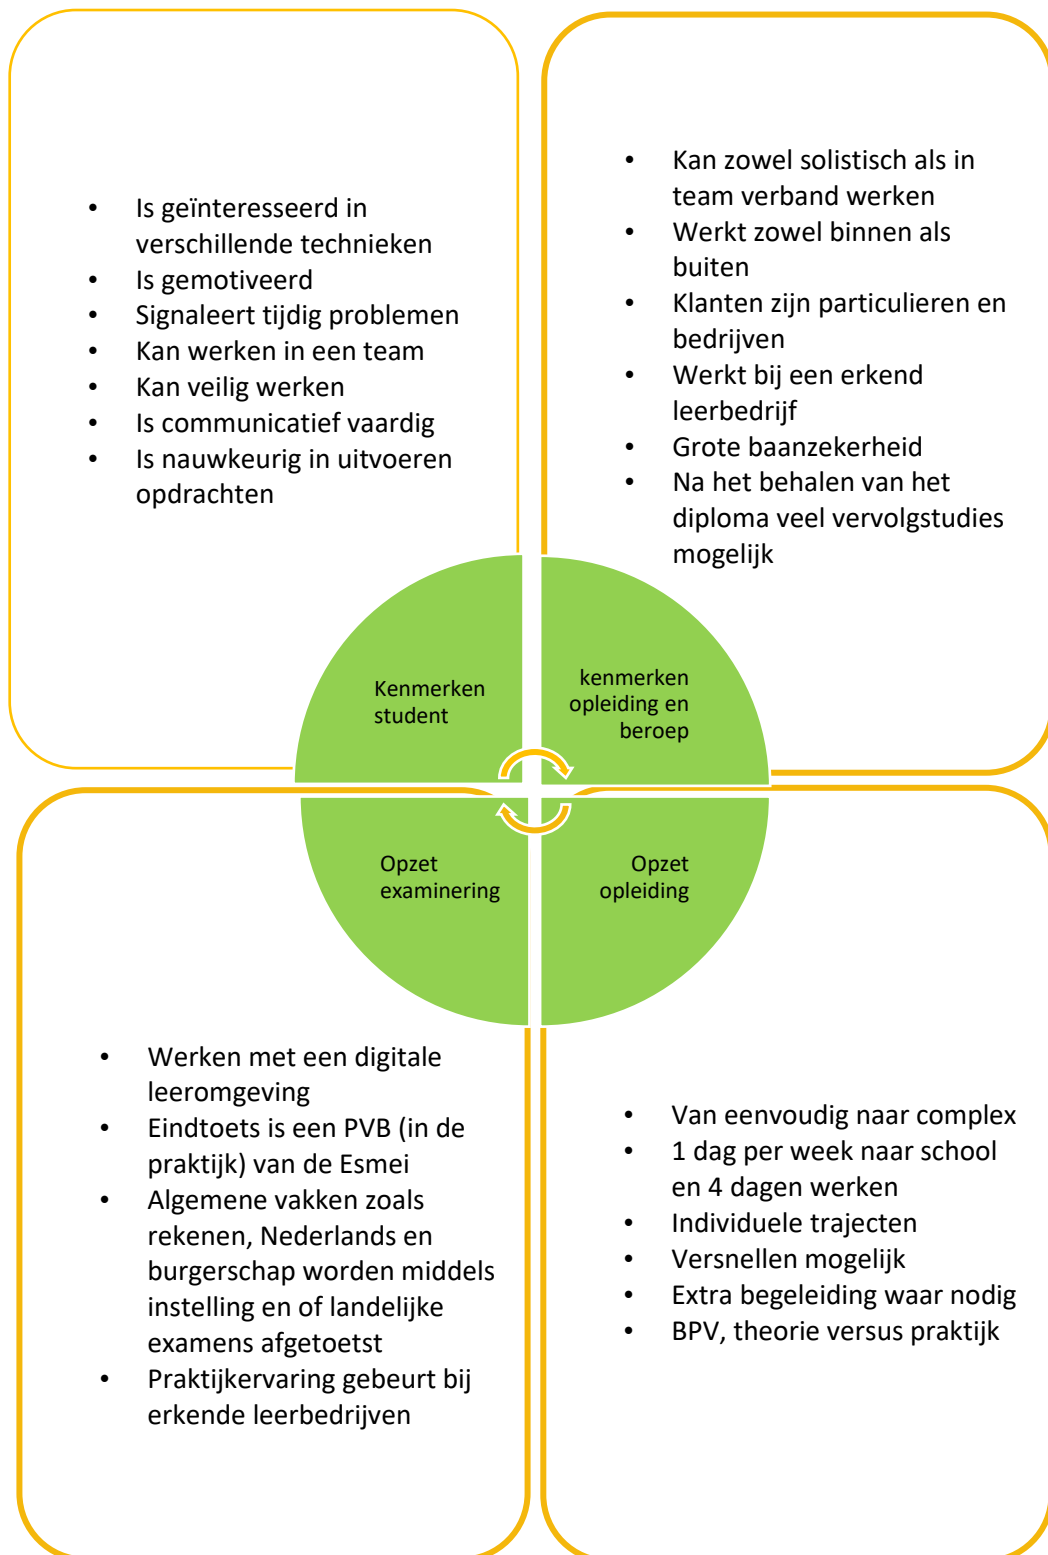 • Is geïnteresseerd in
verschillende technieken
• Is gemotiveerd
• Signaleert tijdig problemen
• Kan werken in een team
• Kan veilig werken
• Is communicatief vaardig
• Is nauwkeurig in uitvoeren
opdrachten
• Kan zowel solistisch als in
team verband werken
• Werkt zowel binnen als
buiten
• Klanten zijn particulieren en
bedrijven
• Werkt bij een erkend
leerbedrijf
• Grote baanzekerheid
• Na het behalen van het
diploma veel vervolgstudies
mogelijk
Kenmerken
student
kenmerken
opleiding en
beroep
Opzet
examinering
Opzet
opleiding
• Werken met een digitale
leeromgeving
• Eindtoets is een PVB (in de
praktijk) van de Esmei
• Algemene vakken zoals
rekenen, Nederlands en
burgerschap worden middels
instelling en of landelijke
examens afgetoetst
• Praktijkervaring gebeurt bij
erkende leerbedrijven
• Van eenvoudig naar complex
• 1 dag per week naar school
en 4 dagen werken
• Individuele trajecten
• Versnellen mogelijk
• Extra begeleiding waar nodig
• BPV, theorie versus praktijk